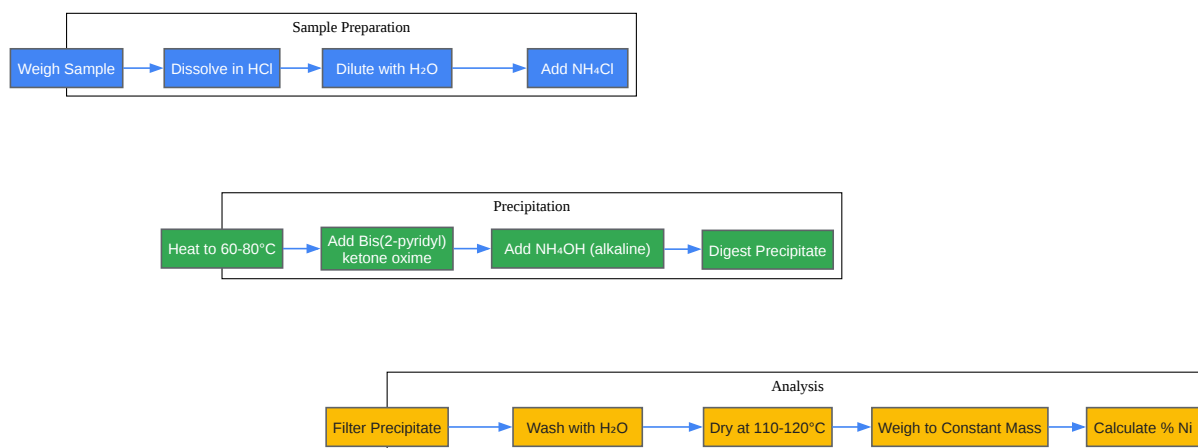 Sample Preparation
Weigh Sample
Dissolve in HCl
Dilute with H₂O
Add NH₄Cl
Precipitation
Heat to 60-80°C
Add Bis(2-pyridyl)
ketone oxime
Add NH₄OH (alkaline)
Digest Precipitate
Analysis
Filter Precipitate
Wash with H₂O
Dry at 110-120°C
Weigh to Constant Mass
Calculate % Ni